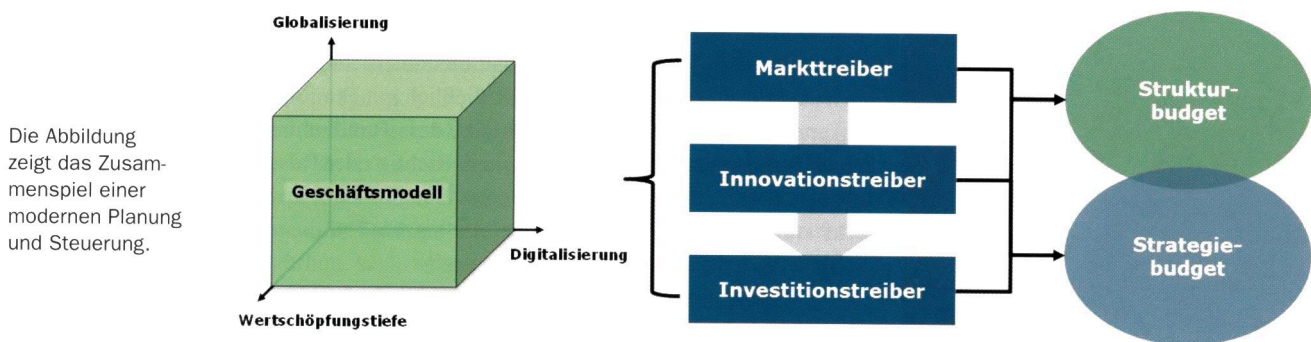 Die Abbildung
zeigt das Zusam-
menspiel einer
modernen Planung
und Steuerung.
Globalisierung
Geschäftsmodell
Digitalisierung
Wertschöpfungstiefe
Markttreiber
Innovationstreiber
Investitionstreiber
Struktur-
budget
Strategie-
budget